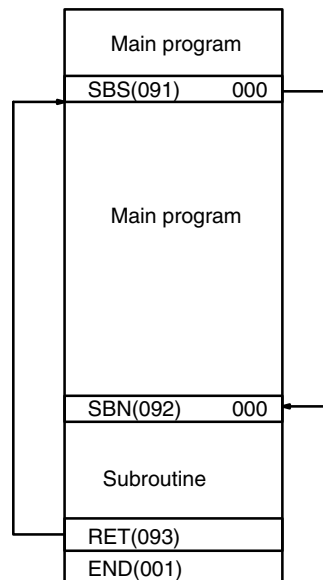 Main program
SBS(091) 000
Main program
SBN(092) 000
Subroutine
RET(093)
END(001)